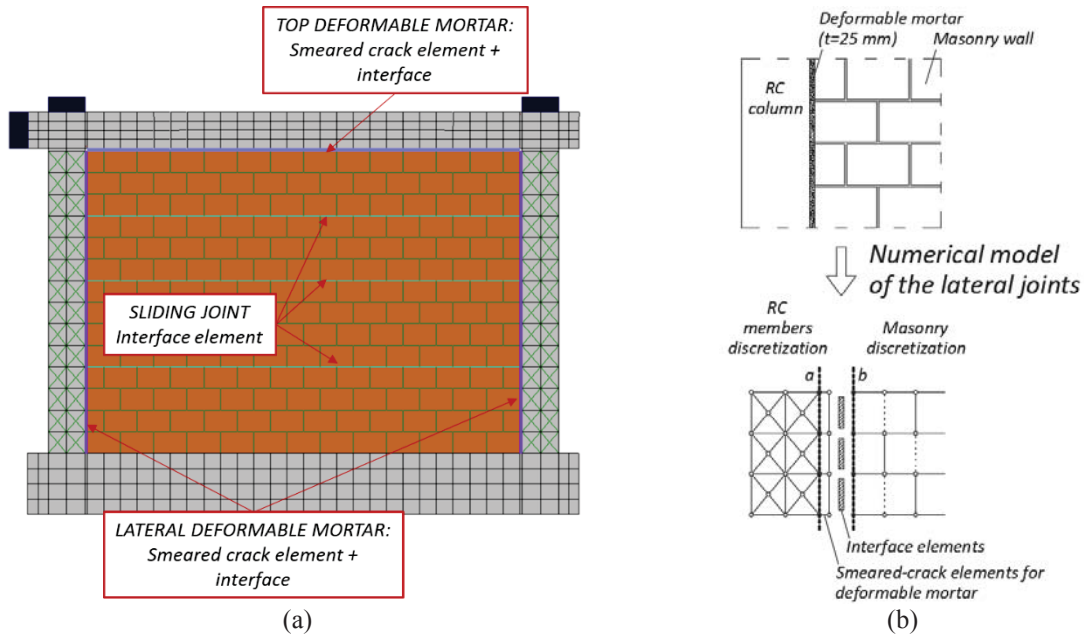 TOP DEFORMABLE MORTAR:
Smeared crack element +
interface
SLIDING JOINT
Interface element
LATERAL DEFORMABLE MORTAR:
Smeared crack element +
interface
(a)
Deformable mortar
(t=25 mm)
Masonry wall
RC
column
Numerical model
of the lateral joints
RC
members
discretization
Masonry
discretization
a
b
Interface elements
Smeared-crack elements for
deformable mortar
(b)